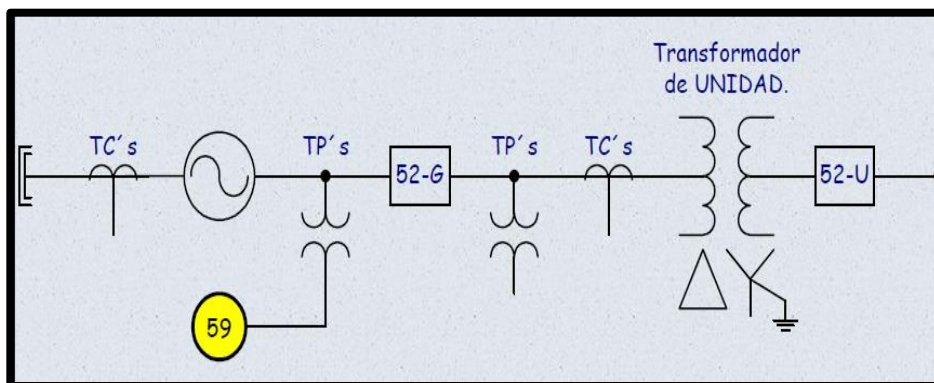 Transformador
de UNIDAD.
TC´s
TP´s
52-G
TP´s
TC´s
52-U
59